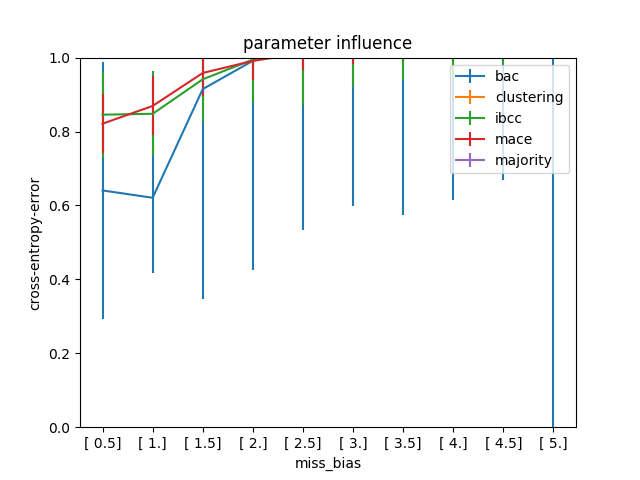 parameter influence
cross-entropy-error
1.0
0.8
0.6
0.4
0.2
0.0
bac
clustering
ibcc
mace
majority
[ 0.5] [ 1.] [ 1.5] [ 2.] [ 2.5] [ 3.] [ 3.5] [ 4.] [ 4.5] [ 5.]
miss_bias